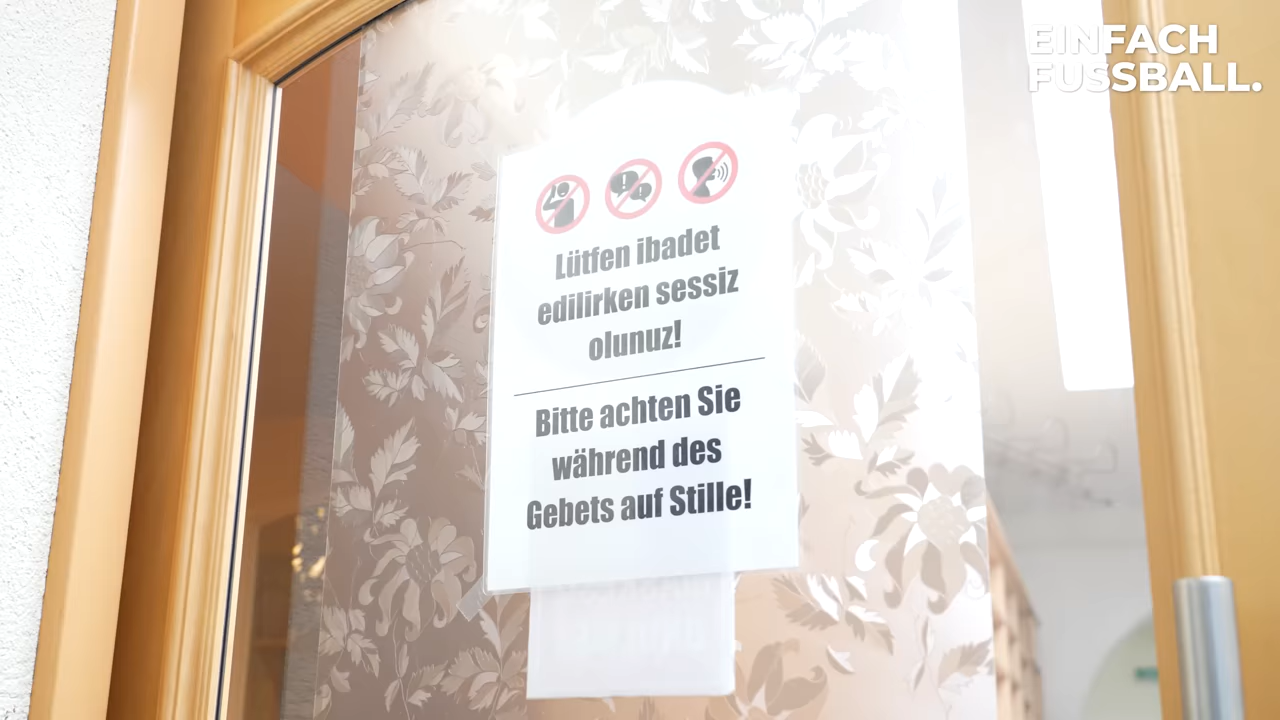 EINFACH
FUSSBALL.
Lütfen ibadet
edilirken sessiz
olunuz!
Bitte achten Sie
während des
Gebets auf Stille!